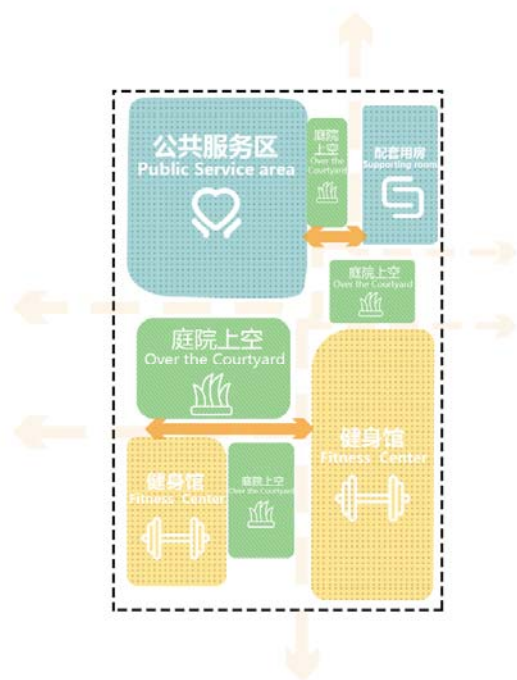 公共服务区
Public Service area
庭院
上空
Over the
Courtyard
配套用房
Supporting room
庭院上空
Over the Courtyard
庭院上空
Over the Courtyard
健身馆
Fitness Center
健身馆
Fitness Center
庭院上空
Over the Courtyard